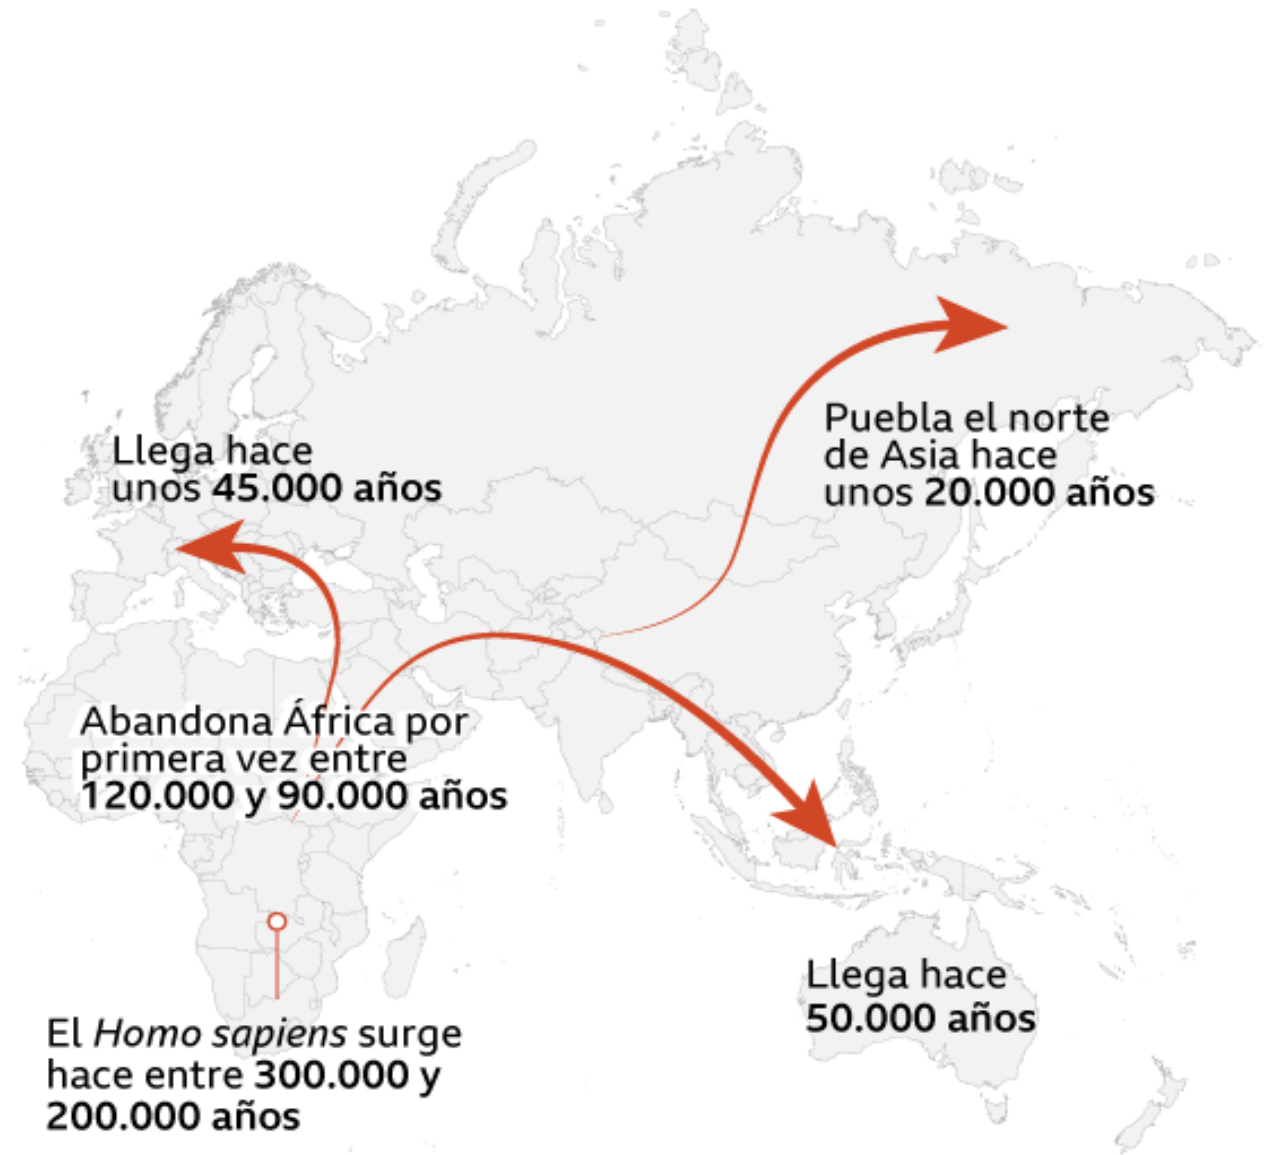 Llega hace
unos 45.000 años
Puebla el norte
de Asia hace
unos 20.000 años
Abandona África por
primera vez entre
120.000 y 90.000 años
Llega hace
50.000 años
El Homo sapiens surge
hace entre 300.000 y
200.000 años